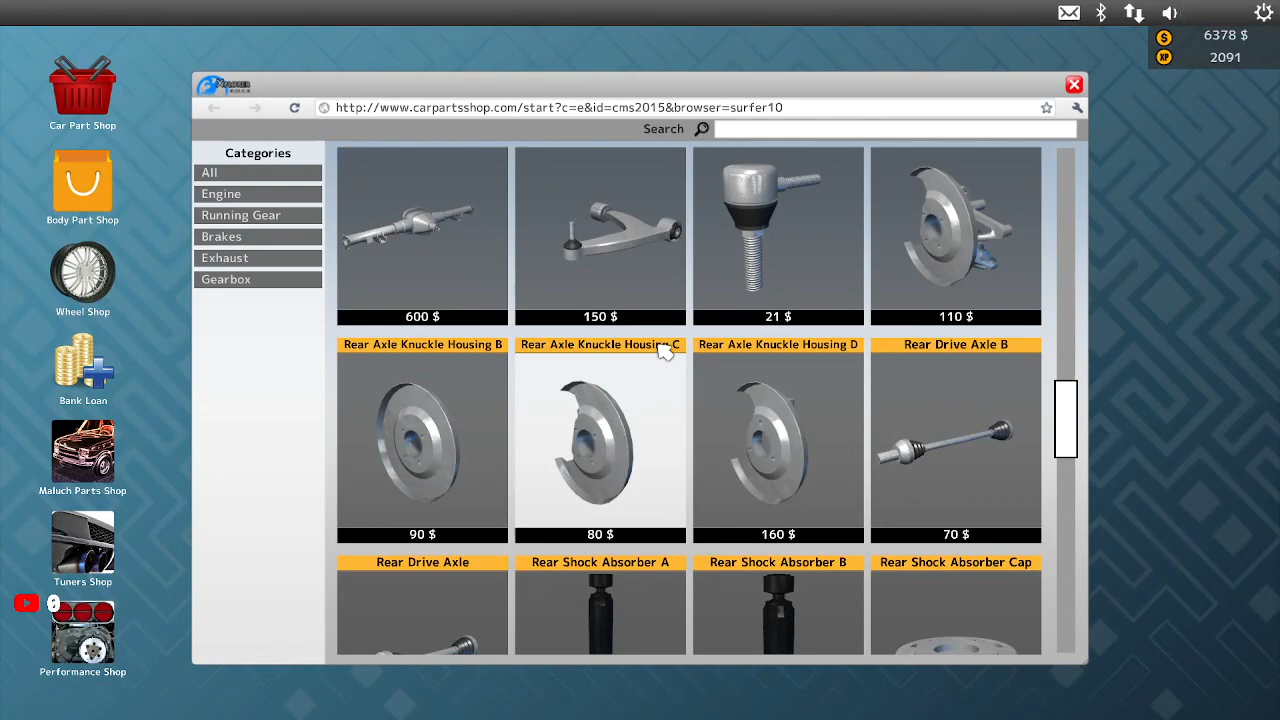 6378 $
2091
http://www.carpartsshop.com/start?c=e&id=cms2015&browser=surfer10
Search
Categories
All
Engine
Running Gear
Brakes
Exhaust
Gearbox
Car Part Shop
Body Part Shop
Wheel Shop
Bank Loan
Maluch Parts Shop
Tuners Shop
Performance Shop
600 $
150 $
21 $
110 $
Rear Axle Knuckle Housing B
Rear Axle Knuckle Housing C
Rear Axle Knuckle Housing D
Rear Drive Axle B
90 $
80 $
160 $
70 $
Rear Drive Axle
Rear Shock Absorber A
Rear Shock Absorber B
Rear Shock Absorber Cap